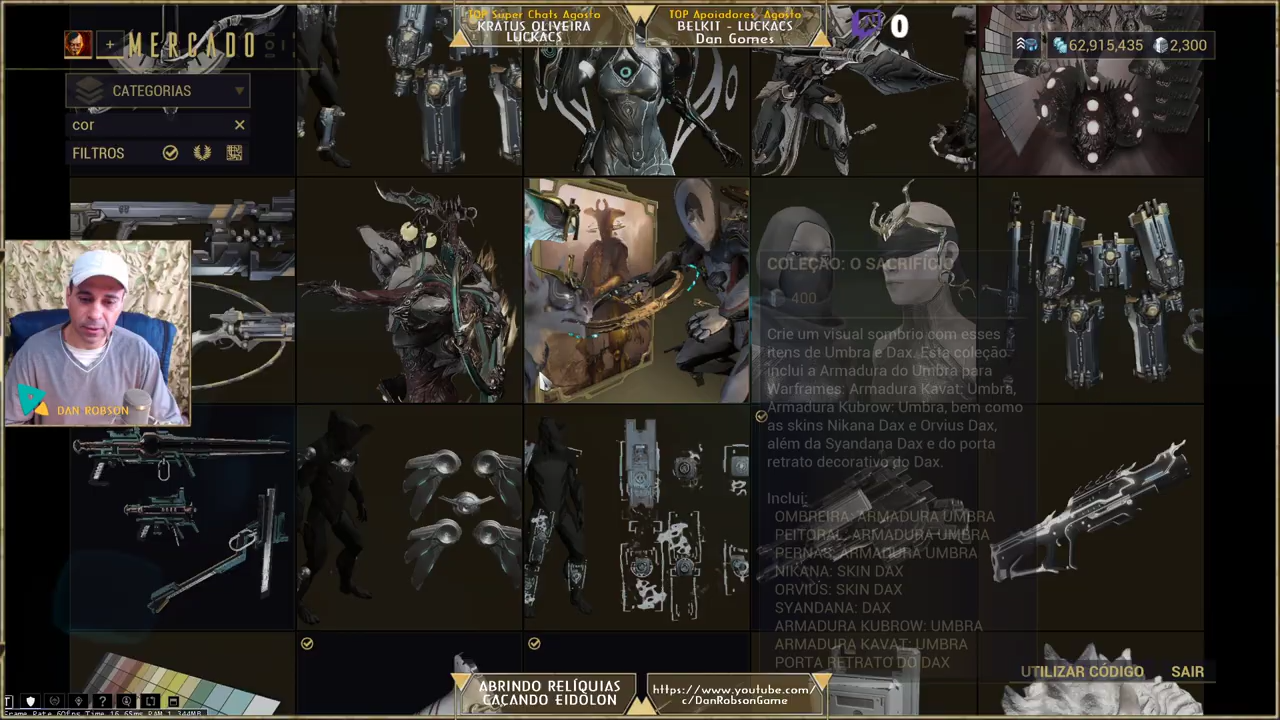 TOP Super Chats Agosto
KRATUS OLIVEIRA
LUCKACS
TOP Apoiadores Agosto
BELKIT - LUCKACS
Dan Gomes
0
MERCADO
62,915,435
2,300
CATEGORIAS
cor
FILTROS
COLEÇÃO: O SACRIFÍCIO
400
Crie um visual sombrio com esses
itens de Umbra e Dax. Esta coleção
inclui a Armadura do Umbra para
Warframes: Armadura Kavat: Umbra,
Armadura Kubrow: Umbra, bem como
as skins Nikana Dax e Orvius Dax,
além da Syandana Dax e do porta
retrato decorativo do Dax.
Inclui:
OMBREIRA: ARMADURA UMBRA
PEITORAL: ARMADURA UMBRA
PERNAS: ARMADURA UMBRA
NIKANA: SKIN DAX
ORVIUS: SKIN DAX
SYANDANA: DAX
ARMADURA KUBROW: UMBRA
ARMADURA KAVAT: UMBRA
PORTA RETRATO DO DAX
DAN ROBSON
UTILIZAR CÓDIGO
SAIR
ABRINDO RELÍQUIAS
CAÇANDO EIDOLON
https://www.youtube.com/
c/DanRobsonGame